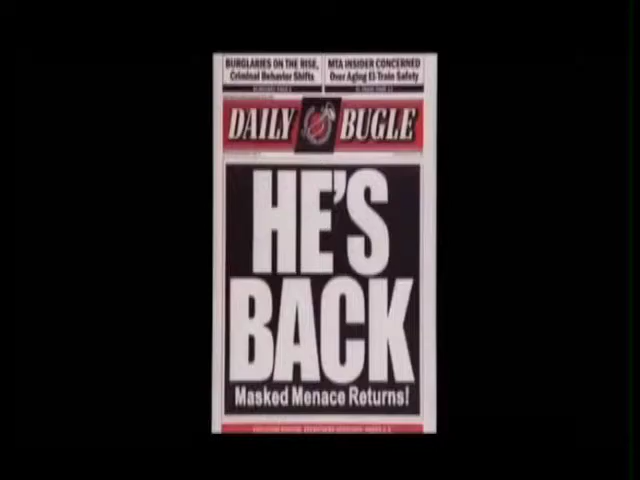 BURGLARIES ON THE RISE,
Criminal Behavior Shifts
MTA INSIDER CONCERNED
Over Aging El-Train Safety
DAILY BUGLE
HE'S
BACK
Masked Menace Returns!